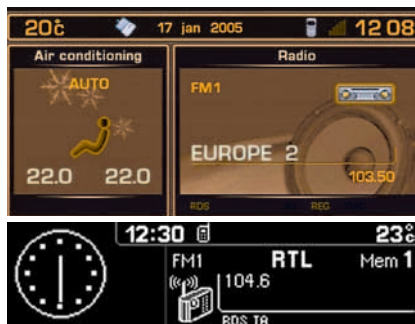 20c 17 jan 2005 12 08
Air conditioning
AUTO
22.0 22.0
Radio
FM1
EUROPE 2
103.50
RDS REG
12:30 23c
FM1 RTL Mem 1
104.6
RDS TA